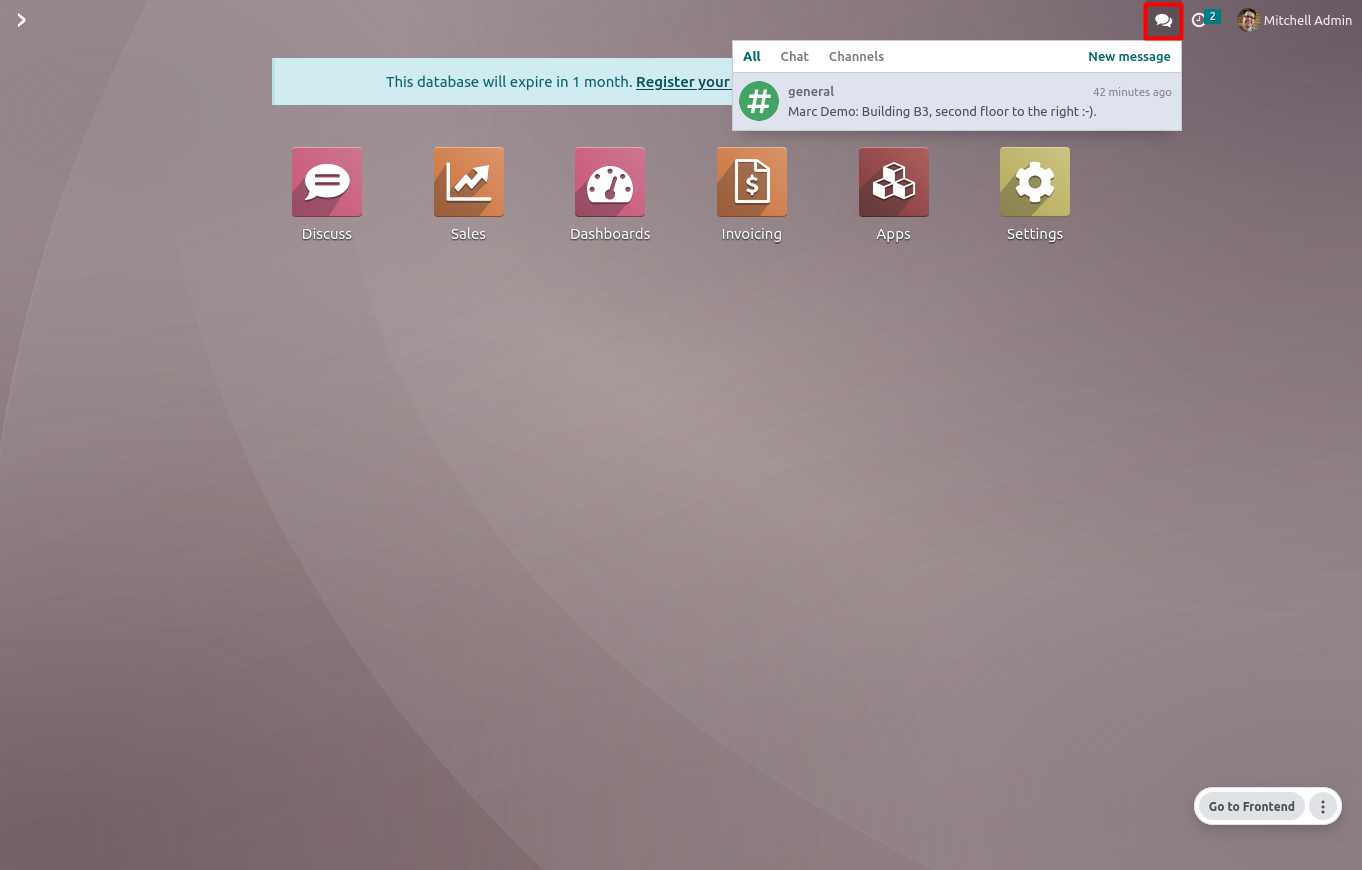 2
Mitchell Admin
All Chat Channels New message
This database will expire in 1 month. Register your
general 42 minutes ago
Marc Demo: Building B3, second floor to the right :-).
Discuss Sales Dashboards Invoicing Apps Settings
Go to Frontend